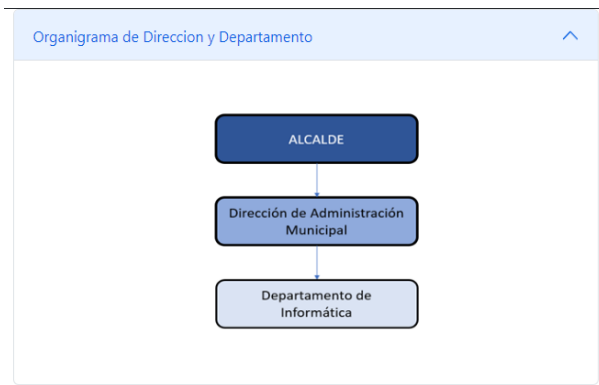 Organigrama de Direccion y Departamento
ALCALDE
Dirección de Administración
Municipal
Departamento de
Informática